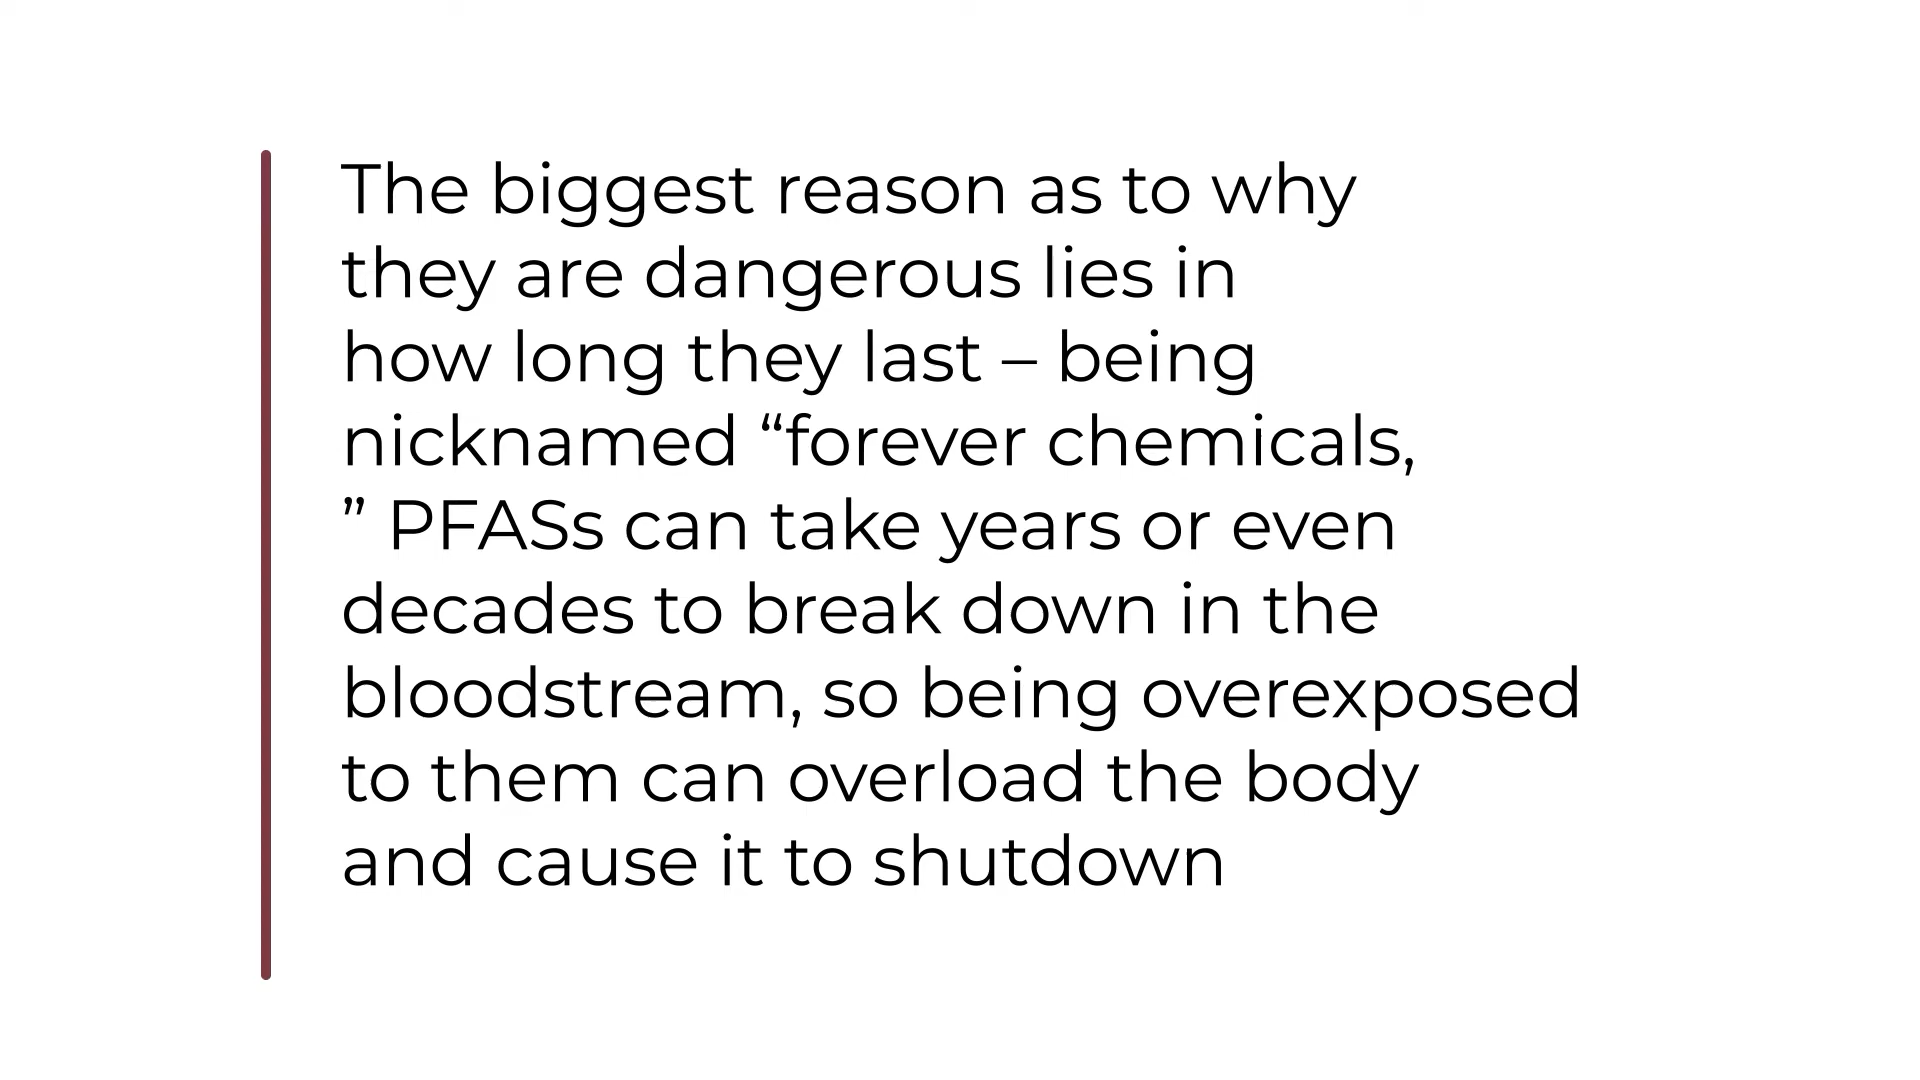 The biggest reason as to why
they are dangerous lies in
how long they last – being
nicknamed “forever chemicals,
” PFASs can take years or even
decades to break down in the
bloodstream, so being overexposed
to them can overload the body
and cause it to shutdown